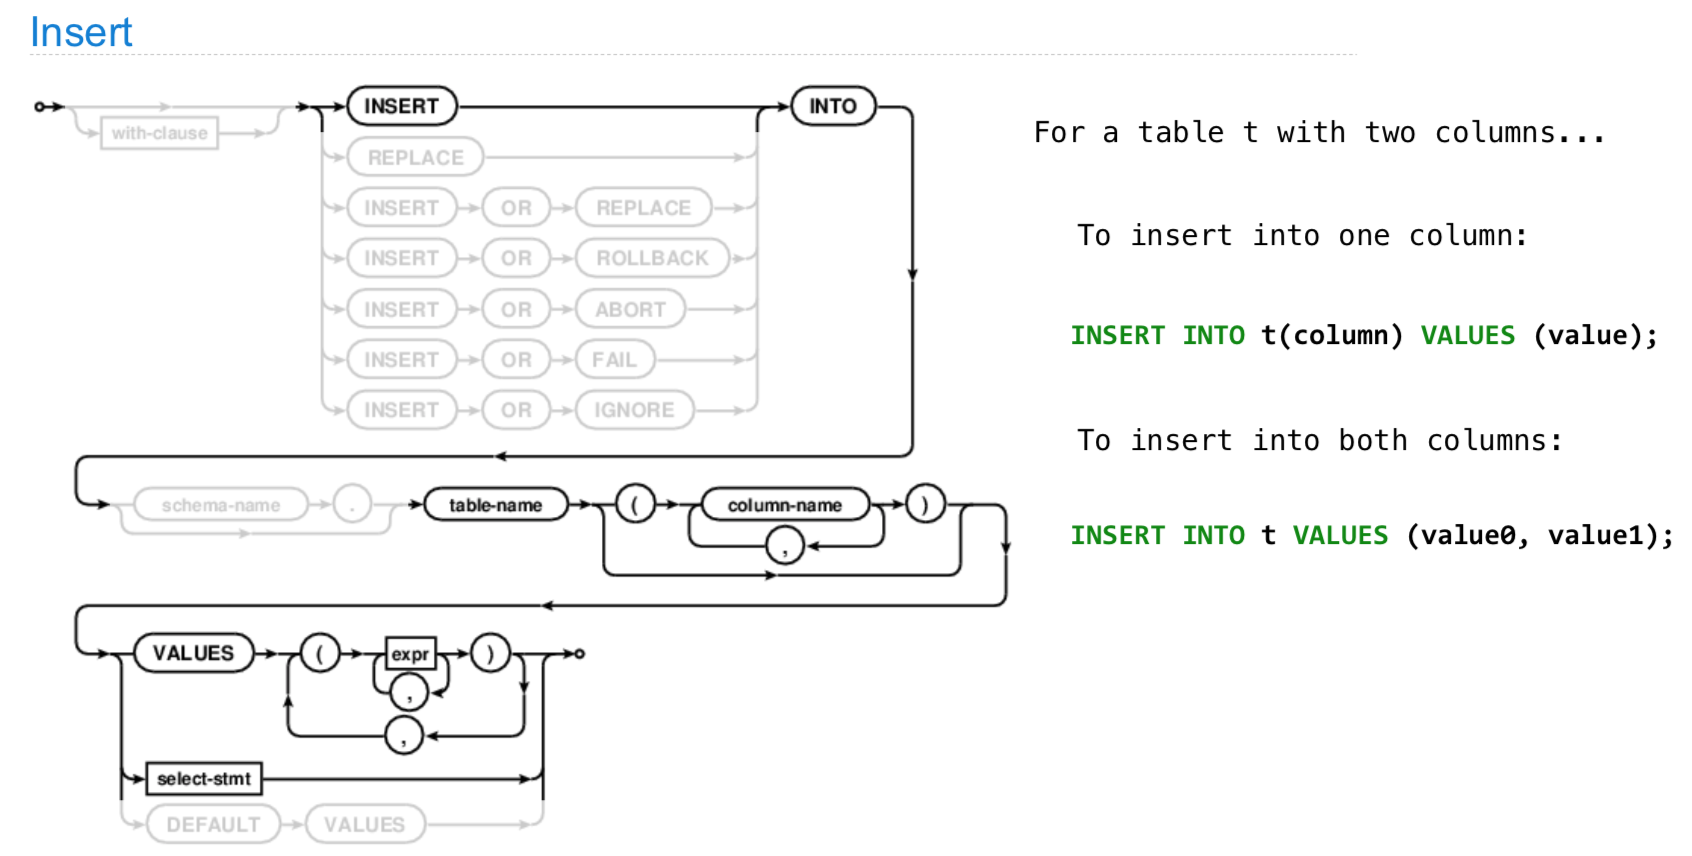 Insert
with-clause
INSERT INTO
REPLACE
INSERT OR REPLACE
INSERT OR ROLLBACK
INSERT OR ABORT
INSERT OR FAIL
INSERT OR IGNORE
schema-name . table-name ( column-name )
,
VALUES ( expr )
,
,
select-stmt
DEFAULT VALUES
For a table t with two columns...
To insert into one column:
INSERT INTO t(column) VALUES (value);
To insert into both columns:
INSERT INTO t VALUES (value0, value1);